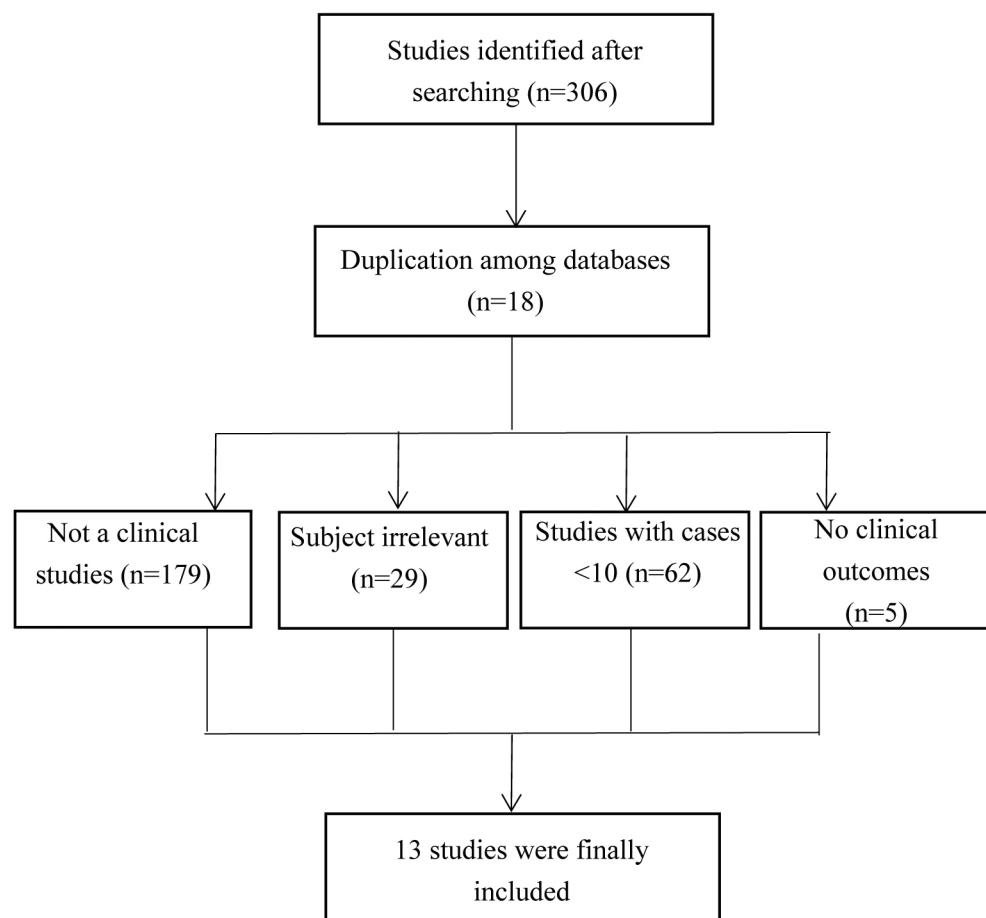 Studies identified after
searching (n=306)
Duplication among databases
(n=18)
Not a clinical
studies (n=179)
Subject irrelevant
(n=29)
Studies with cases
<10 (n=62)
No clinical
outcomes
(n=5)
13 studies were finally
included